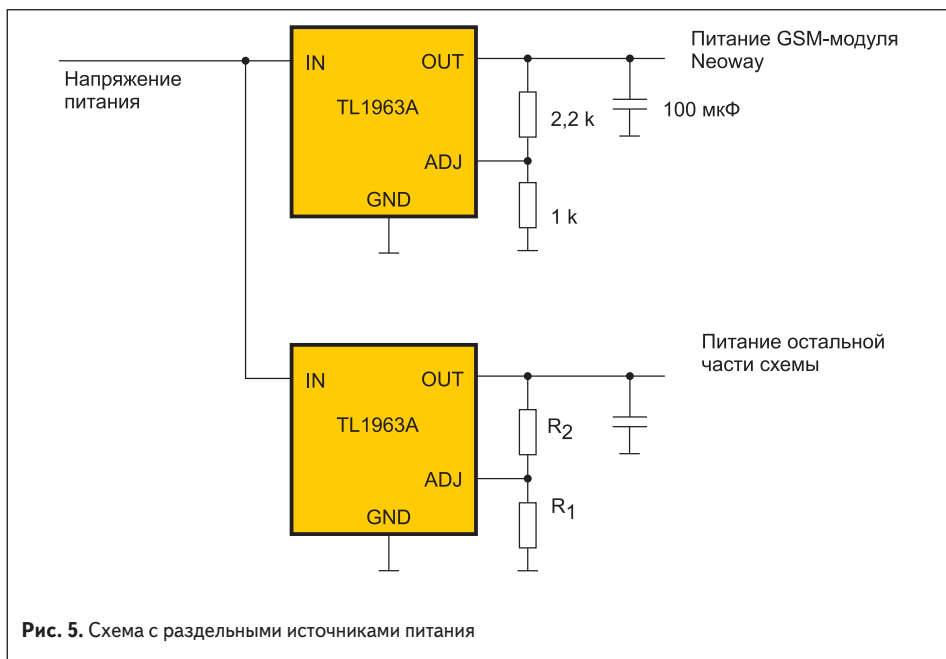 Напряжение
питания
IN
OUT
TL1963A
ADJ
GND
2,2 k
1 k
100 мкФ
Питание GSM-модуля
Neoway
IN
OUT
TL1963A
ADJ
GND
R2
R1
Питание остальной
части схемы
Рис. 5. Схема с раздельными источниками питания